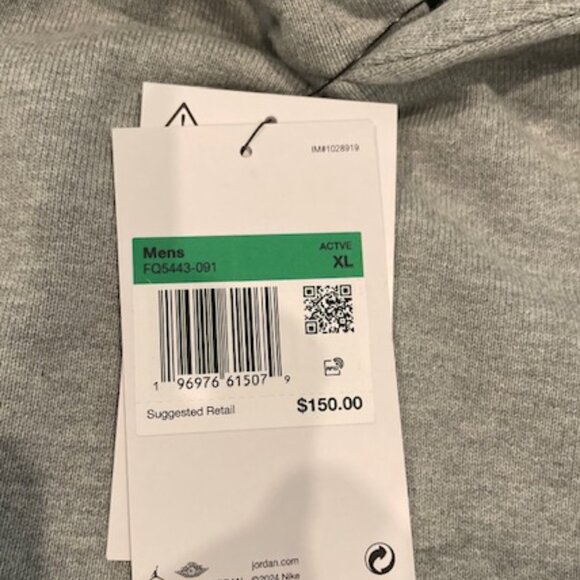 IM#1028919
Mens ACTVE
FQ5443-091 XL
1 96976 61507 9
Suggested Retail $150.00
jordan.com
©2024 Nike